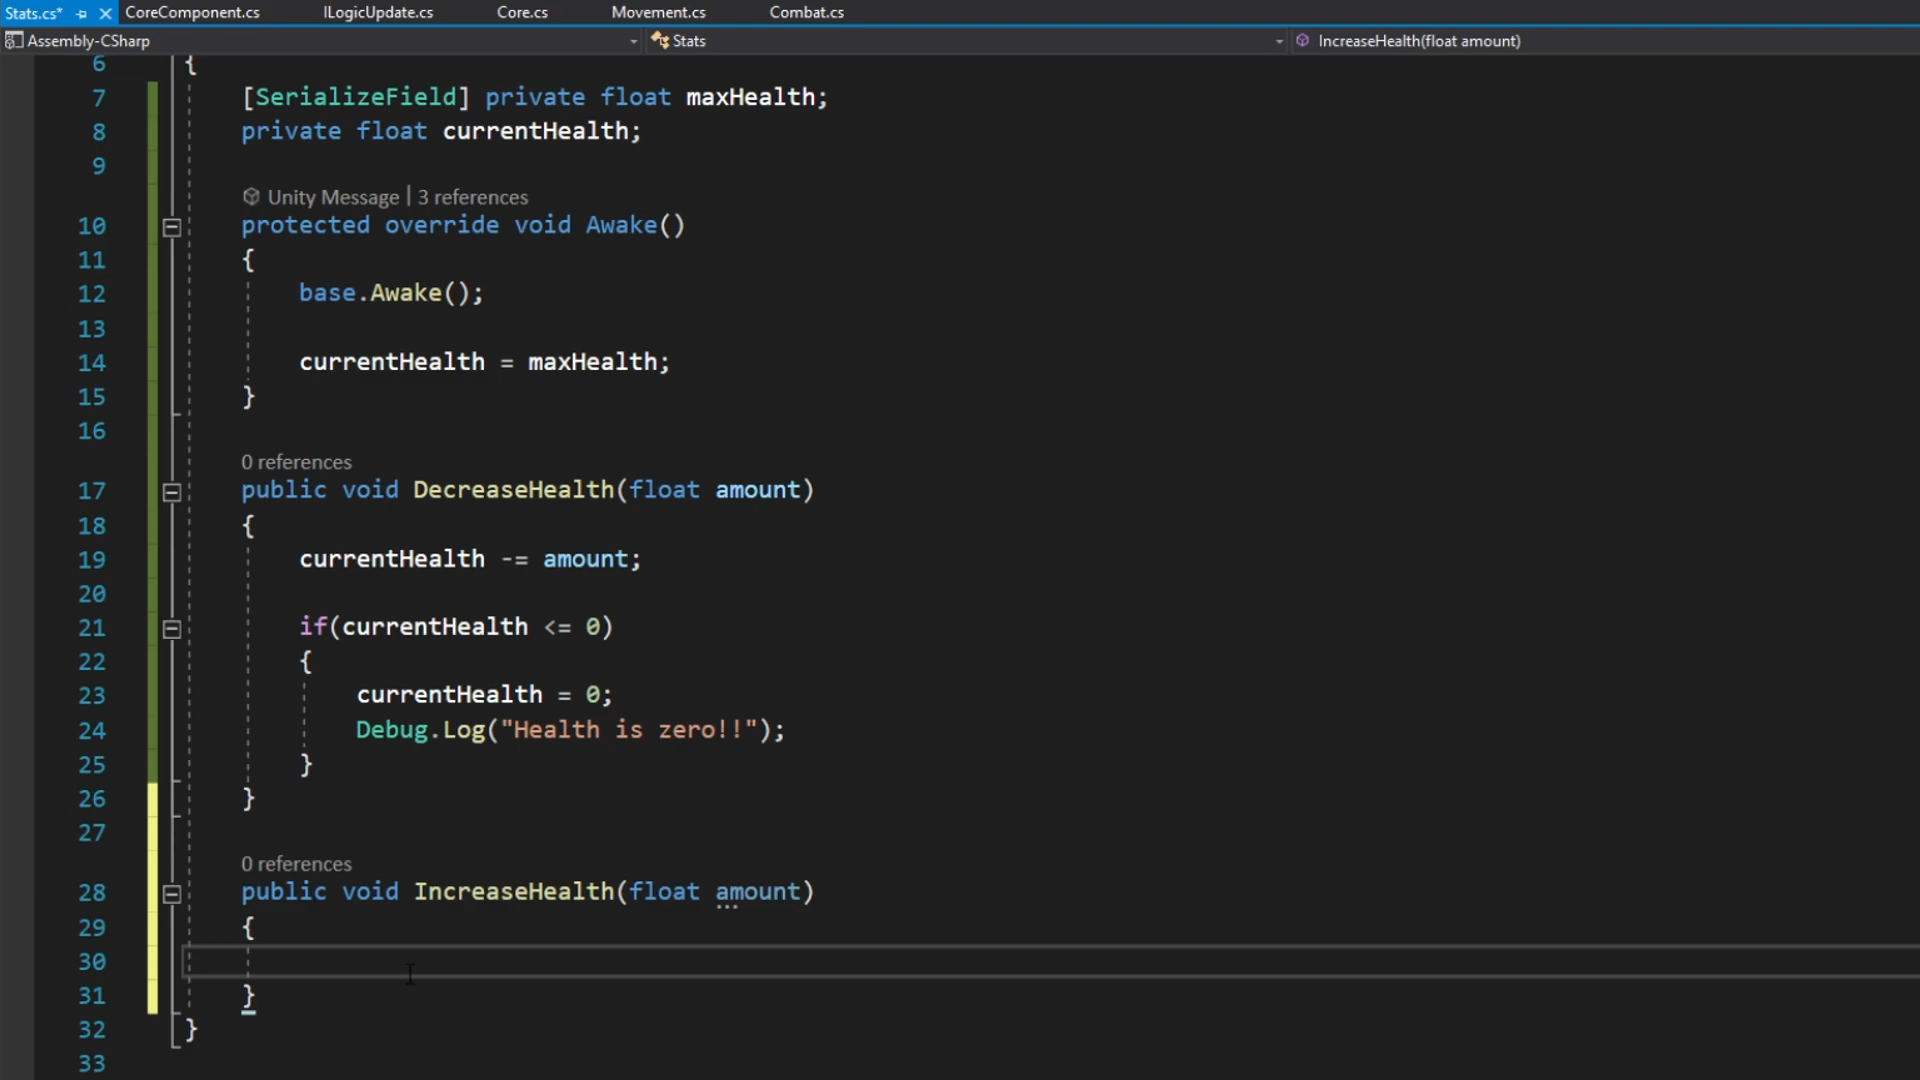 Stats.cs* CoreComponent.cs ILogicUpdate.cs Core.cs Movement.cs Combat.cs
Assembly-CSharp Stats IncreaseHealth(float amount)
6 {
7 [SerializeField] private float maxHealth;
8 private float currentHealth;
9
Unity Message | 3 references
10 protected override void Awake()
11 {
12 base.Awake();
13
14 currentHealth = maxHealth;
15 }
16
0 references
17 public void DecreaseHealth(float amount)
18 {
19 currentHealth -= amount;
20
21 if(currentHealth <= 0)
22 {
23 currentHealth = 0;
24 Debug.Log("Health is zero!!");
25 }
26 }
27
0 references
28 public void IncreaseHealth(float amount)
29 {
30
31 }
32 }
33